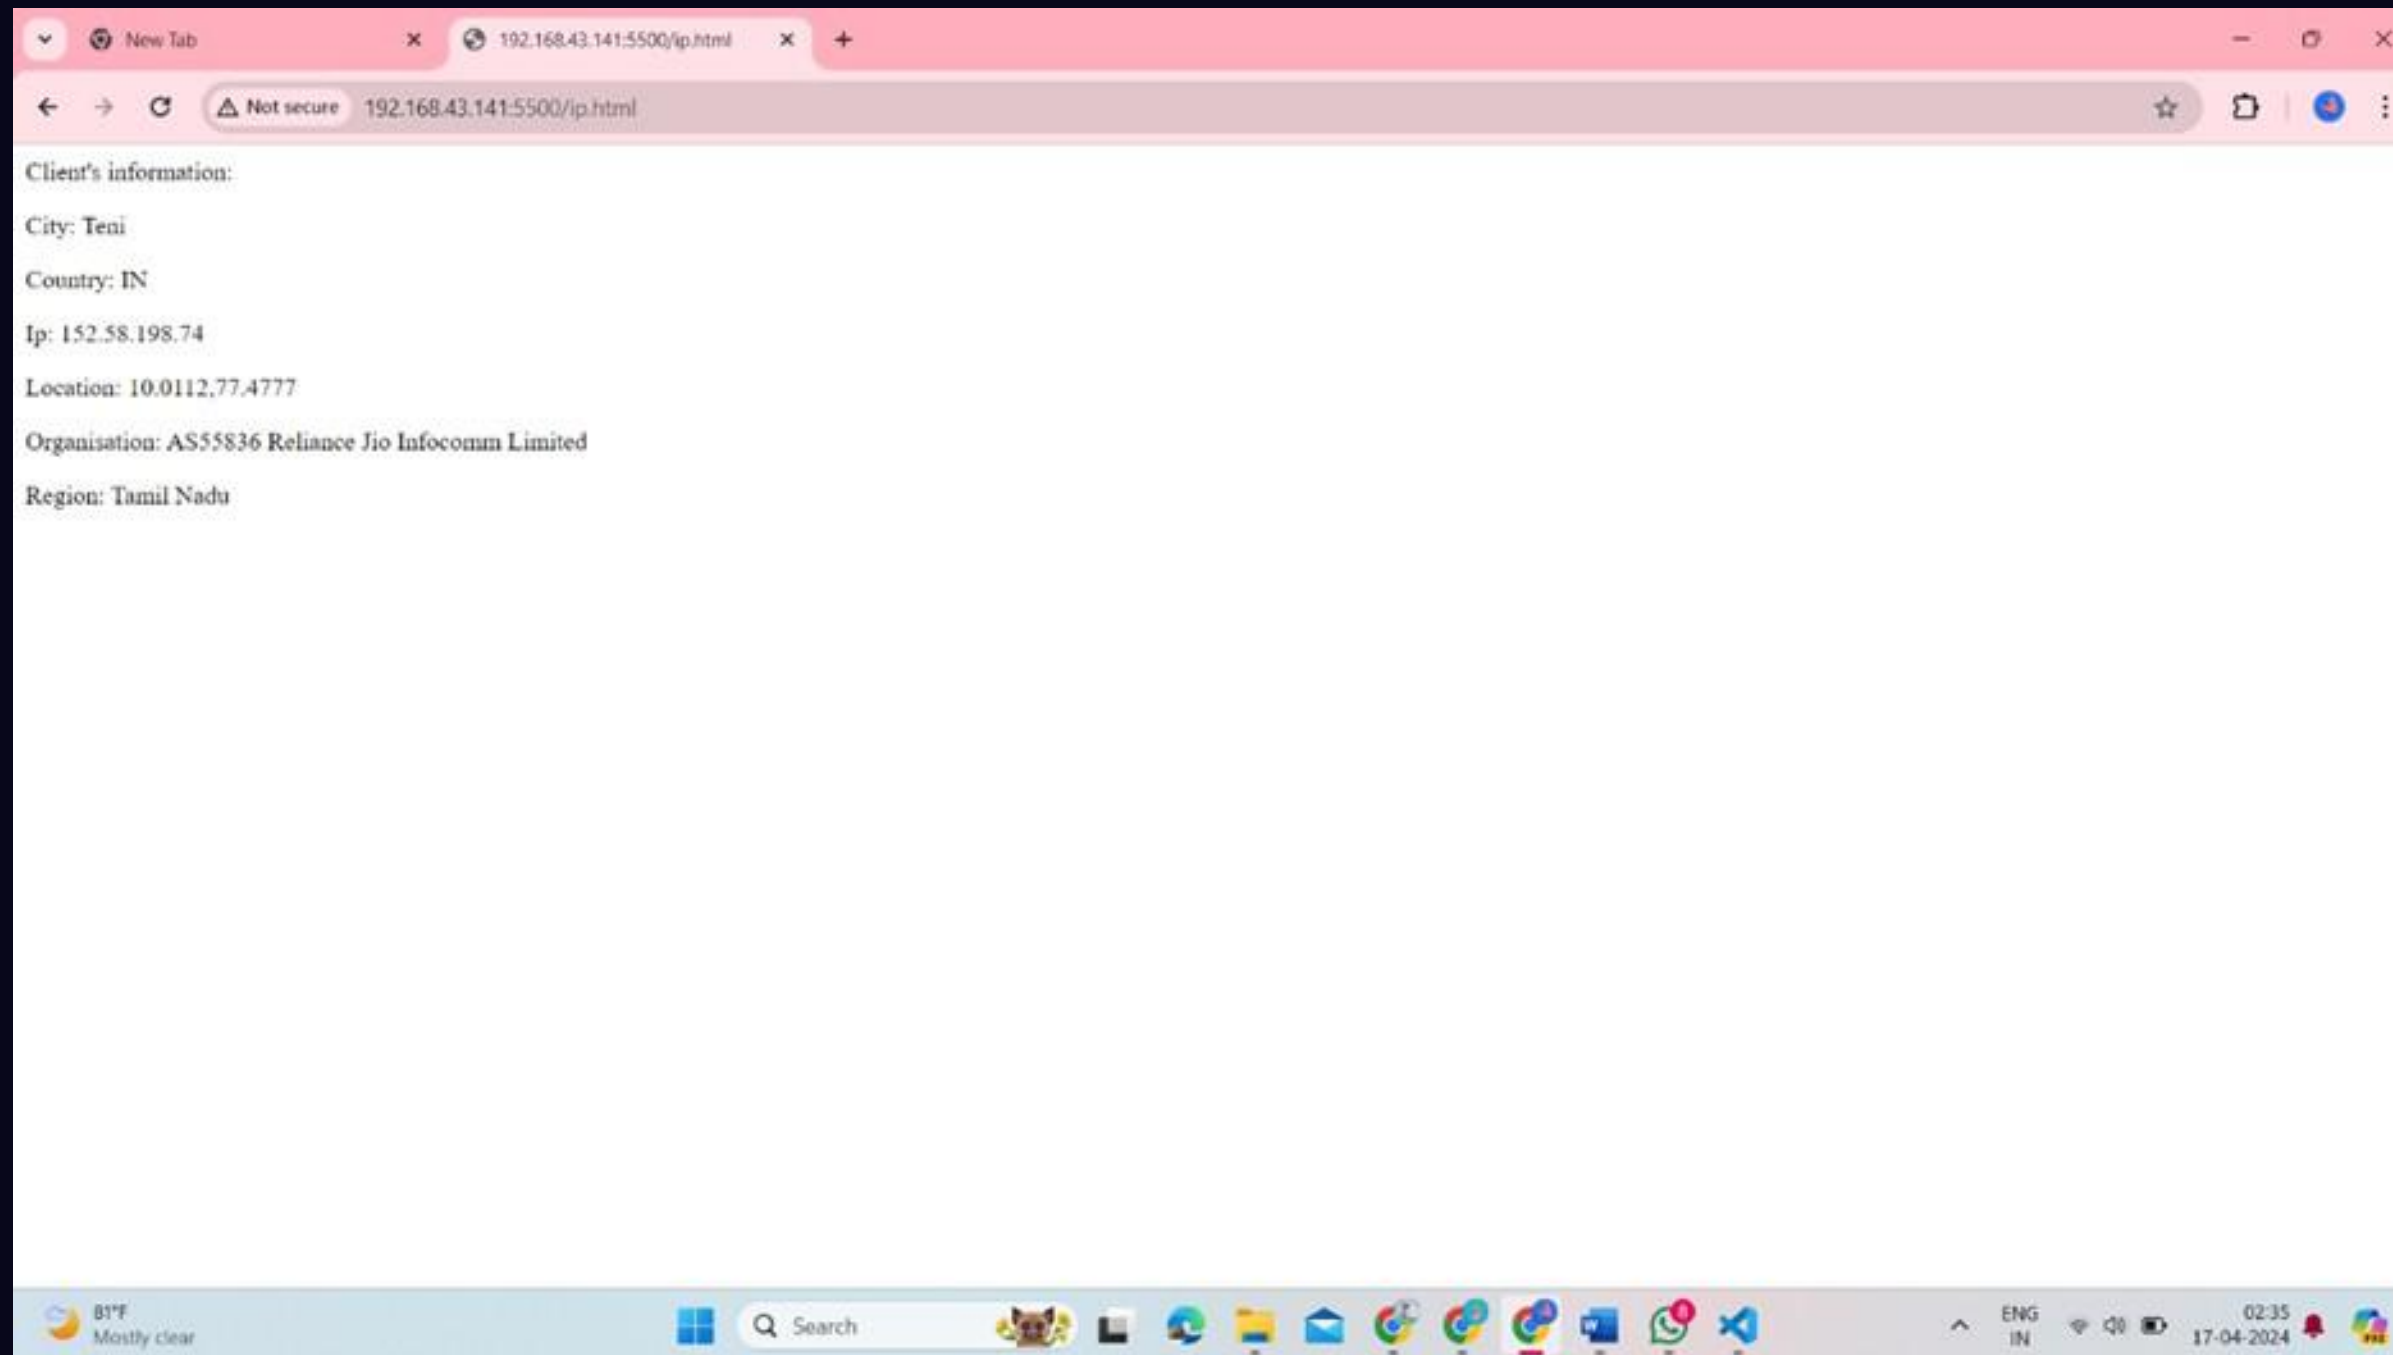 New Tab
192.168.43.141:5500/ip.html
Not secure 192.168.43.141:5500/ip.html
Client's information:
City: Teni
Country: IN
Ip: 152.58.198.74
Location: 10.0112,77.4777
Organisation: AS55836 Reliance Jio Infocomm Limited
Region: Tamil Nadu
81°F
Mostly clear
Search
ENG
IN
02:35
17-04-2024